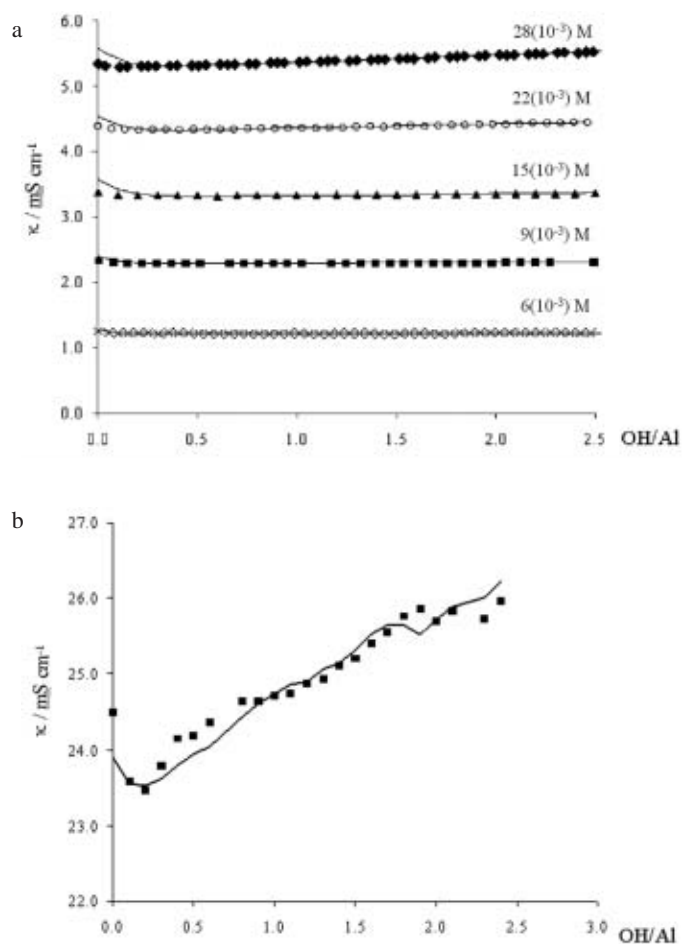 a
6.0
28(10⁻³) M
5.0
22(10⁻³) M
4.0
15(10⁻³) M
κ / mS cm⁻¹
3.0
9(10⁻³) M
2.0
6(10⁻³) M
1.0
0.0
0.0 0.5 1.0 1.5 2.0 2.5 OH/Al
b
27.0
26.0
κ / mS cm⁻¹
25.0
24.0
23.0
22.0
0.0 0.5 1.0 1.5 2.0 2.5 3.0 OH/Al